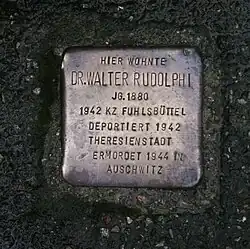 HIER WOHNTE
DR. WALTER RUDOLPHI
JG. 1880
1942 KZ FUHLSBÜTTEL
DEPORTIERT 1942
THERESIENSTADT
ERMORDET 1944 IN
AUSCHWITZ